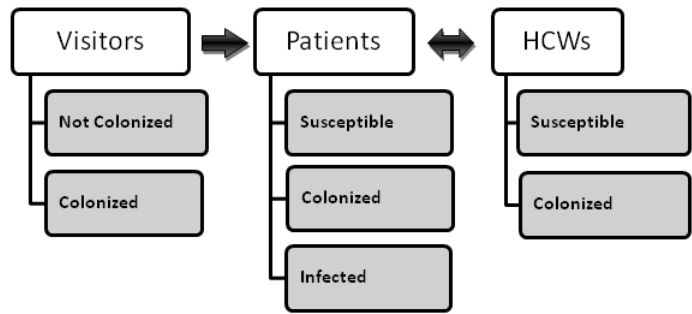 Visitors
Patients
HCWs
Not Colonized
Susceptible
Susceptible
Colonized
Colonized
Colonized
Infected